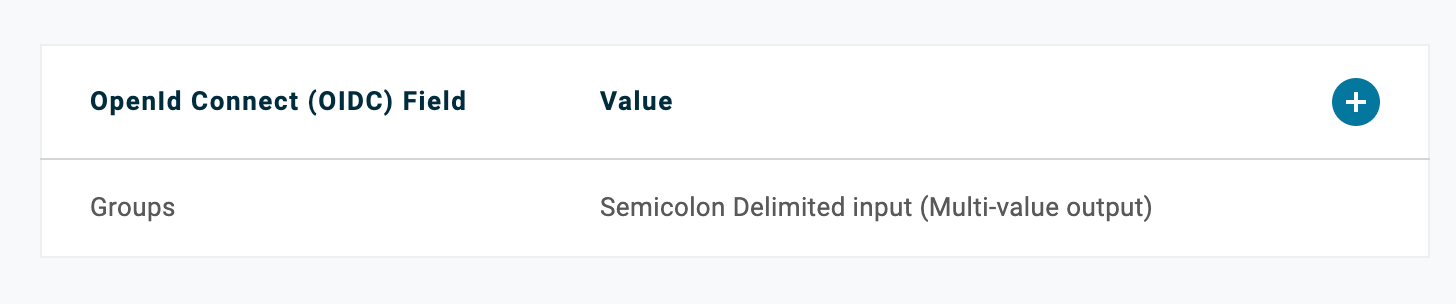 OpenId Connect (OIDC) Field Value
Groups Semicolon Delimited input (Multi-value output)